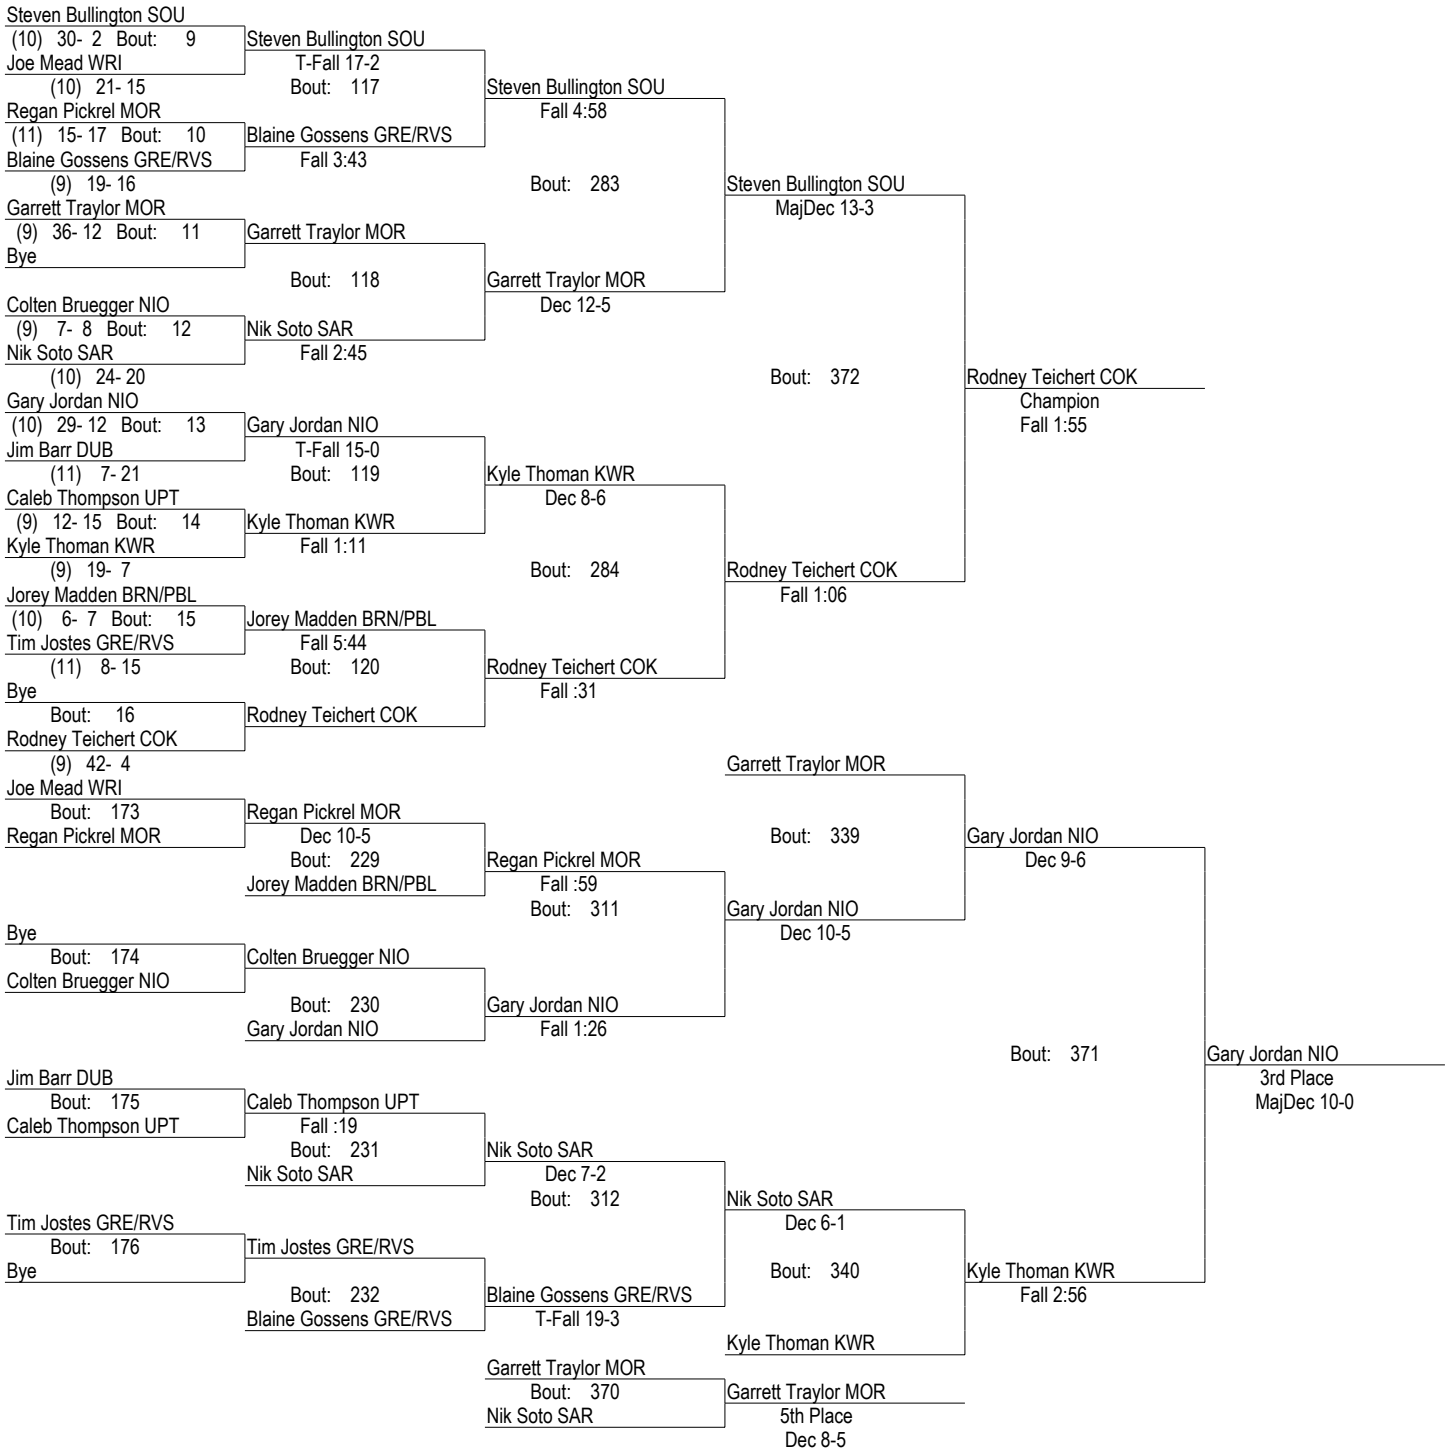 Steven Bullington SOU
(10) 30- 2 Bout: 9
Steven Bullington SOU
Joe Mead WRI
T-Fall 17-2
(10) 21- 15
Bout: 117
Steven Bullington SOU
Regan Pickrel MOR
Fall 4:58
(11) 15- 17 Bout: 10
Blaine Gossens GRE/RVS
Blaine Gossens GRE/RVS
Fall 3:43
(9) 19- 16
Bout: 283
Steven Bullington SOU
Garrett Traylor MOR
MajDec 13-3
(9) 36- 12 Bout: 11
Garrett Traylor MOR
Bye
Bout: 118
Garrett Traylor MOR
Colten Bruegger NIO
Dec 12-5
(9) 7- 8 Bout: 12
Nik Soto SAR
Nik Soto SAR
Fall 2:45
(10) 24- 20
Bout: 372
Rodney Teichert COK
Gary Jordan NIO
Champion
(10) 29- 12 Bout: 13
Gary Jordan NIO
Fall 1:55
Jim Barr DUB
T-Fall 15-0
(11) 7- 21
Bout: 119
Kyle Thoman KWR
Caleb Thompson UPT
Dec 8-6
(9) 12- 15 Bout: 14
Kyle Thoman KWR
Kyle Thoman KWR
Fall 1:11
(9) 19- 7
Bout: 284
Rodney Teichert COK
Jorey Madden BRN/PBL
Fall 1:06
(10) 6- 7 Bout: 15
Jorey Madden BRN/PBL
Tim Jostes GRE/RVS
Fall 5:44
(11) 8- 15
Bout: 120
Rodney Teichert COK
Bye
Fall :31
Bout: 16
Rodney Teichert COK
Rodney Teichert COK
(9) 42- 4
Garrett Traylor MOR
Joe Mead WRI
Bout: 173
Regan Pickrel MOR
Regan Pickrel MOR
Dec 10-5
Bout: 339
Gary Jordan NIO
Bout: 229
Regan Pickrel MOR
Dec 9-6
Jorey Madden BRN/PBL
Fall :59
Bout: 311
Gary Jordan NIO
Bye
Dec 10-5
Bout: 174
Colten Bruegger NIO
Colten Bruegger NIO
Bout: 230
Gary Jordan NIO
Gary Jordan NIO
Fall 1:26
Bout: 371
Gary Jordan NIO
Jim Barr DUB
3rd Place
Bout: 175
Caleb Thompson UPT
MajDec 10-0
Caleb Thompson UPT
Fall :19
Bout: 231
Nik Soto SAR
Nik Soto SAR
Dec 7-2
Bout: 312
Nik Soto SAR
Tim Jostes GRE/RVS
Dec 6-1
Bout: 176
Tim Jostes GRE/RVS
Bye
Bout: 340
Kyle Thoman KWR
Bout: 232
Blaine Gossens GRE/RVS
Fall 2:56
Blaine Gossens GRE/RVS
T-Fall 19-3
Kyle Thoman KWR
Garrett Traylor MOR
Bout: 370
Garrett Traylor MOR
Nik Soto SAR
5th Place
Dec 8-5